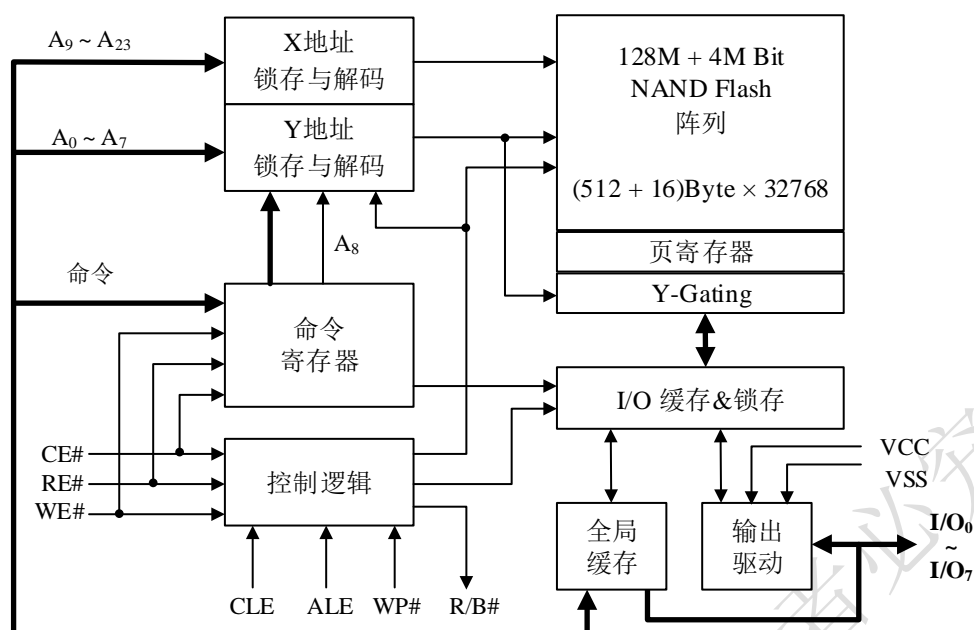 A9 ~ A23
X地址
锁存与解码
A0 ~ A7
Y地址
锁存与解码
128M + 4M Bit
NAND Flash
阵列
(512 + 16)Byte × 32768
页寄存器
Y-Gating
A8
命令
命令
寄存器
I/O 缓存&锁存
CE#
RE#
WE#
控制逻辑
CLE
ALE
WP#
R/B#
全局
缓存
输出
驱动
VCC
VSS
I/O0
~
I/O7
者必究